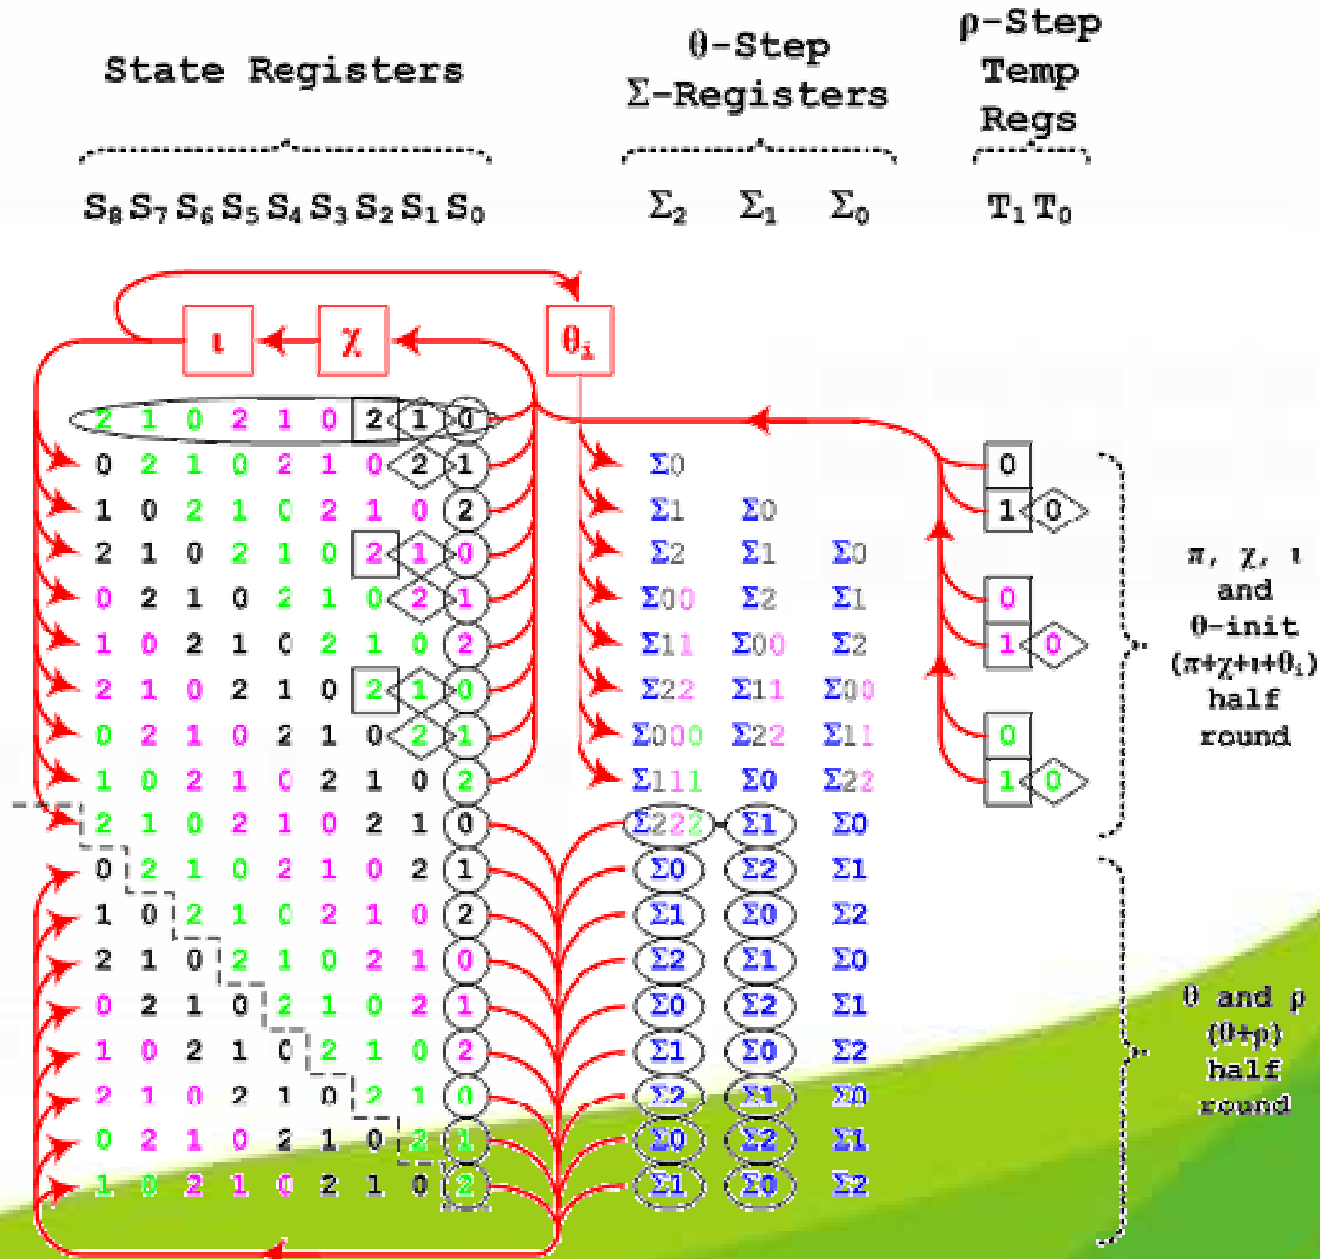 State Registers
θ-Step
Σ-Registers
ρ-Step
Temp
Regs
S₈ S₇ S₆ S₅ S₄ S₃ S₂ S₁ S₀ Σ₂ Σ₁ Σ₀ T₁ T₀
ι χ θᵢ
2 1 0 2 1 0 2 1 0
0 2 1 0 2 1 0 2 1 Σ0 0
1 0 2 1 0 2 1 0 2 Σ1 Σ0 1 0
2 1 0 2 1 0 2 1 0 Σ2 Σ1 Σ0
0 2 1 0 2 1 0 2 1 Σ00 Σ2 Σ1 0
1 0 2 1 0 2 1 0 2 Σ11 Σ00 Σ2 1 0
2 1 0 2 1 0 2 1 0 Σ22 Σ11 Σ00
0 2 1 0 2 1 0 2 1 Σ000 Σ22 Σ11 0
1 0 2 1 0 2 1 0 2 Σ111 Σ0 Σ22 1 0
2 1 0 2 1 0 2 1 0 Σ222 Σ1 Σ0
0 2 1 0 2 1 0 2 1 Σ0 Σ2 Σ1
1 0 2 1 0 2 1 0 2 Σ1 Σ0 Σ2
2 1 0 2 1 0 2 1 0 Σ2 Σ1 Σ0
0 2 1 0 2 1 0 2 1 Σ0 Σ2 Σ1
1 0 2 1 0 2 1 0 2 Σ1 Σ0 Σ2
2 1 0 2 1 0 2 1 0 Σ2 Σ1 Σ0
0 2 1 0 2 1 0 2 1 Σ0 Σ2 Σ1
1 0 2 1 0 2 1 0 2 Σ1 Σ0 Σ2
π, χ, ι
and
θ-init
(π+χ+ι+θᵢ)
half
round
θ and ρ
(θ+ρ)
half
round